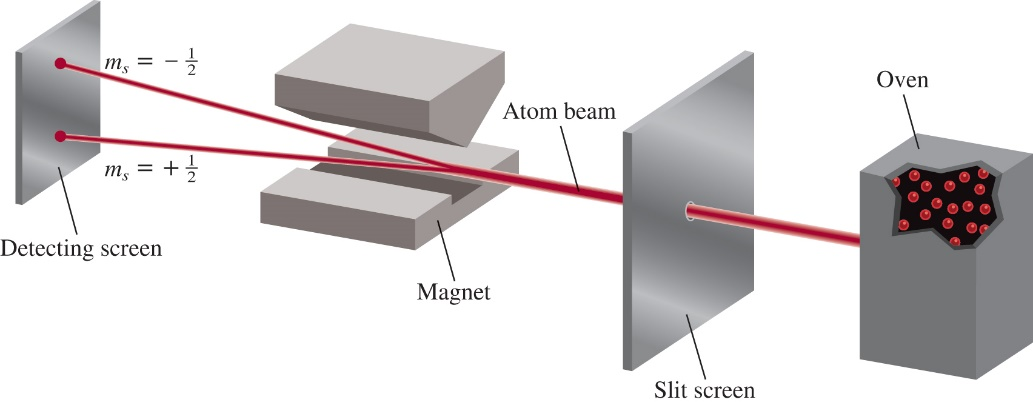 m_s = − 1/2
Oven
Atom beam
m_s = + 1/2
Detecting screen
Magnet
Slit screen